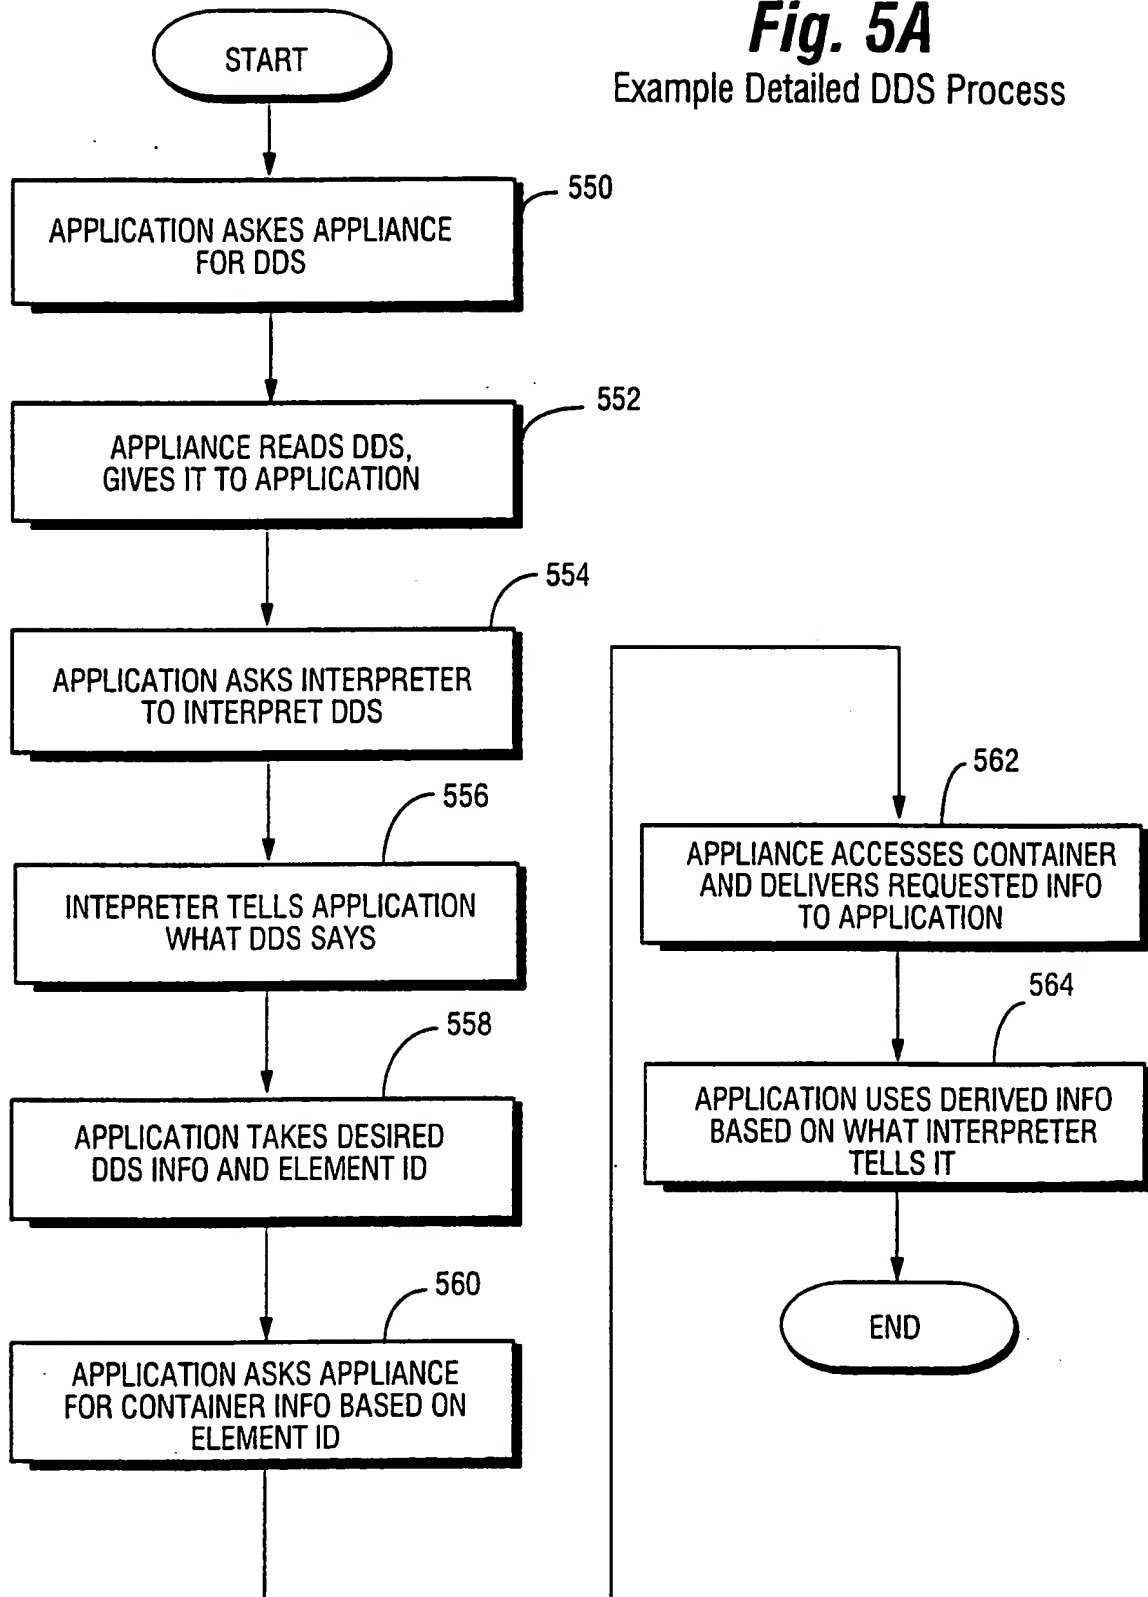 Fig. 5A
Example Detailed DDS Process
START
550
APPLICATION ASKES APPLIANCE
FOR DDS
552
APPLIANCE READS DDS,
GIVES IT TO APPLICATION
554
APPLICATION ASKS INTERPRETER
TO INTERPRET DDS
556
INTEPRETER TELLS APPLICATION
WHAT DDS SAYS
558
APPLICATION TAKES DESIRED
DDS INFO AND ELEMENT ID
560
APPLICATION ASKS APPLIANCE
FOR CONTAINER INFO BASED ON
ELEMENT ID
562
APPLIANCE ACCESSES CONTAINER
AND DELIVERS REQUESTED INFO
TO APPLICATION
564
APPLICATION USES DERIVED INFO
BASED ON WHAT INTERPRETER
TELLS IT
END